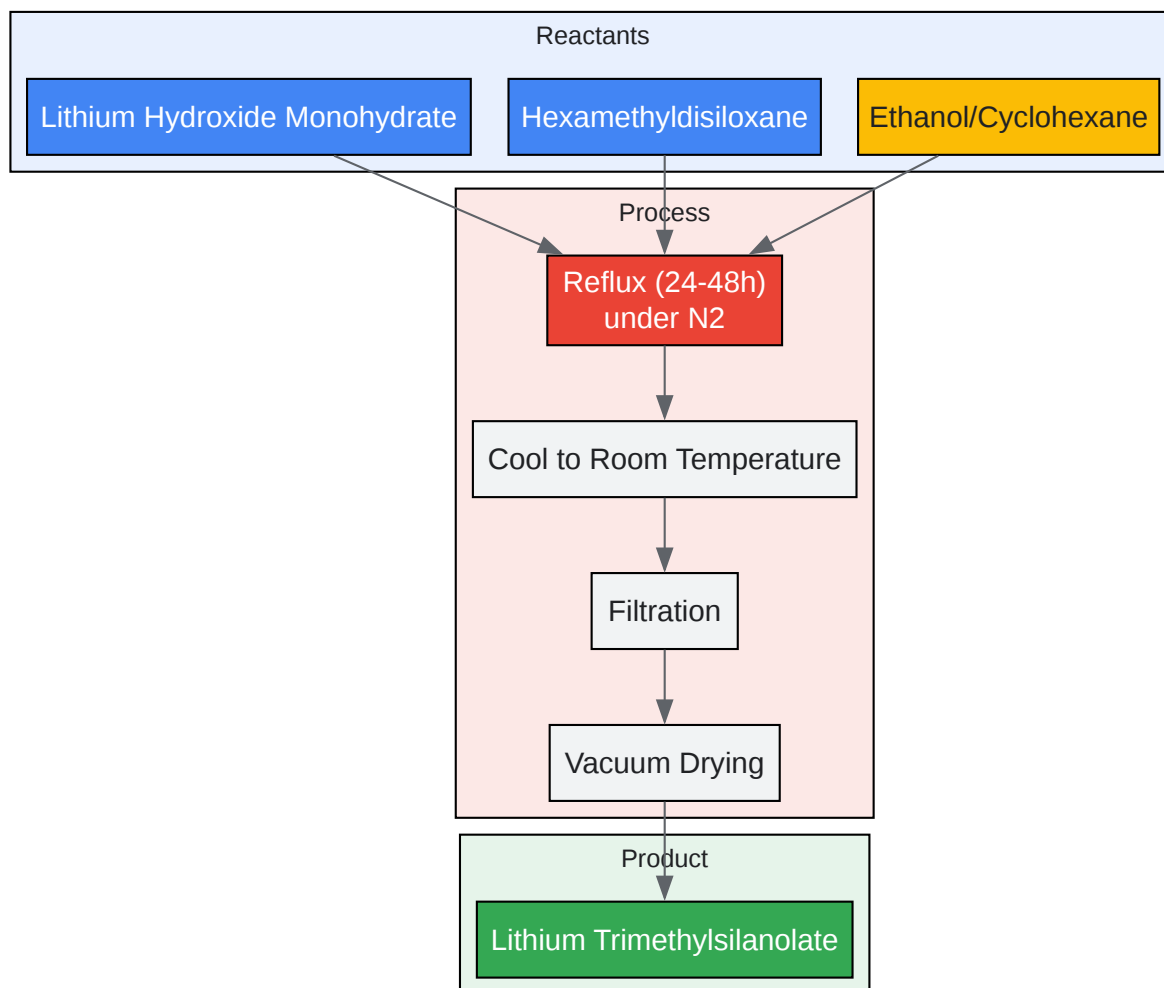 Reactants
Lithium Hydroxide Monohydrate
Hexamethyldisiloxane
Ethanol/Cyclohexane
Process
Reflux (24-48h)
under N2
Cool to Room Temperature
Filtration
Vacuum Drying
Product
Lithium Trimethylsilanolate